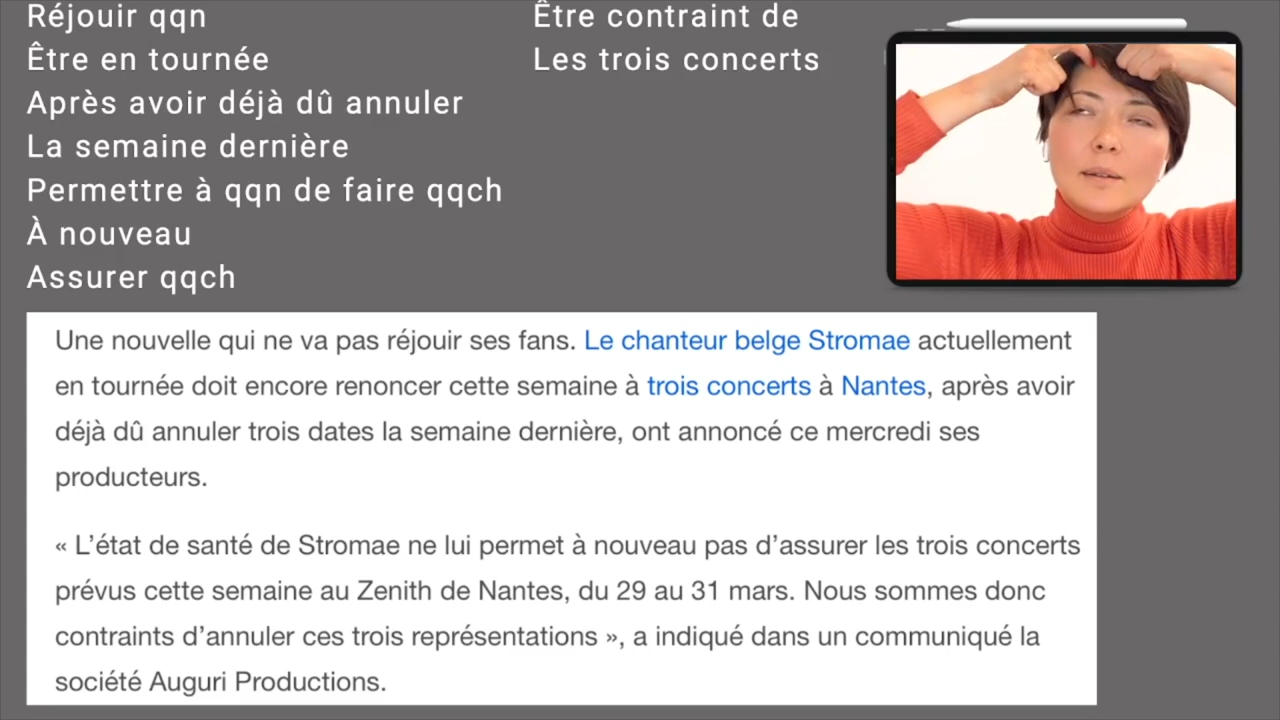 Réjouir qqn
Être en tournée
Après avoir déjà dû annuler
La semaine dernière
Permettre à qqn de faire qqch
À nouveau
Assurer qqch
Être contraint de
Les trois concerts
Une nouvelle qui ne va pas réjouir ses fans. Le chanteur belge Stromae actuellement
en tournée doit encore renoncer cette semaine à trois concerts à Nantes, après avoir
déjà dû annuler trois dates la semaine dernière, ont annoncé ce mercredi ses
producteurs.
« L’état de santé de Stromae ne lui permet à nouveau pas d’assurer les trois concerts
prévus cette semaine au Zenith de Nantes, du 29 au 31 mars. Nous sommes donc
contraints d’annuler ces trois représentations », a indiqué dans un communiqué la
société Auguri Productions.